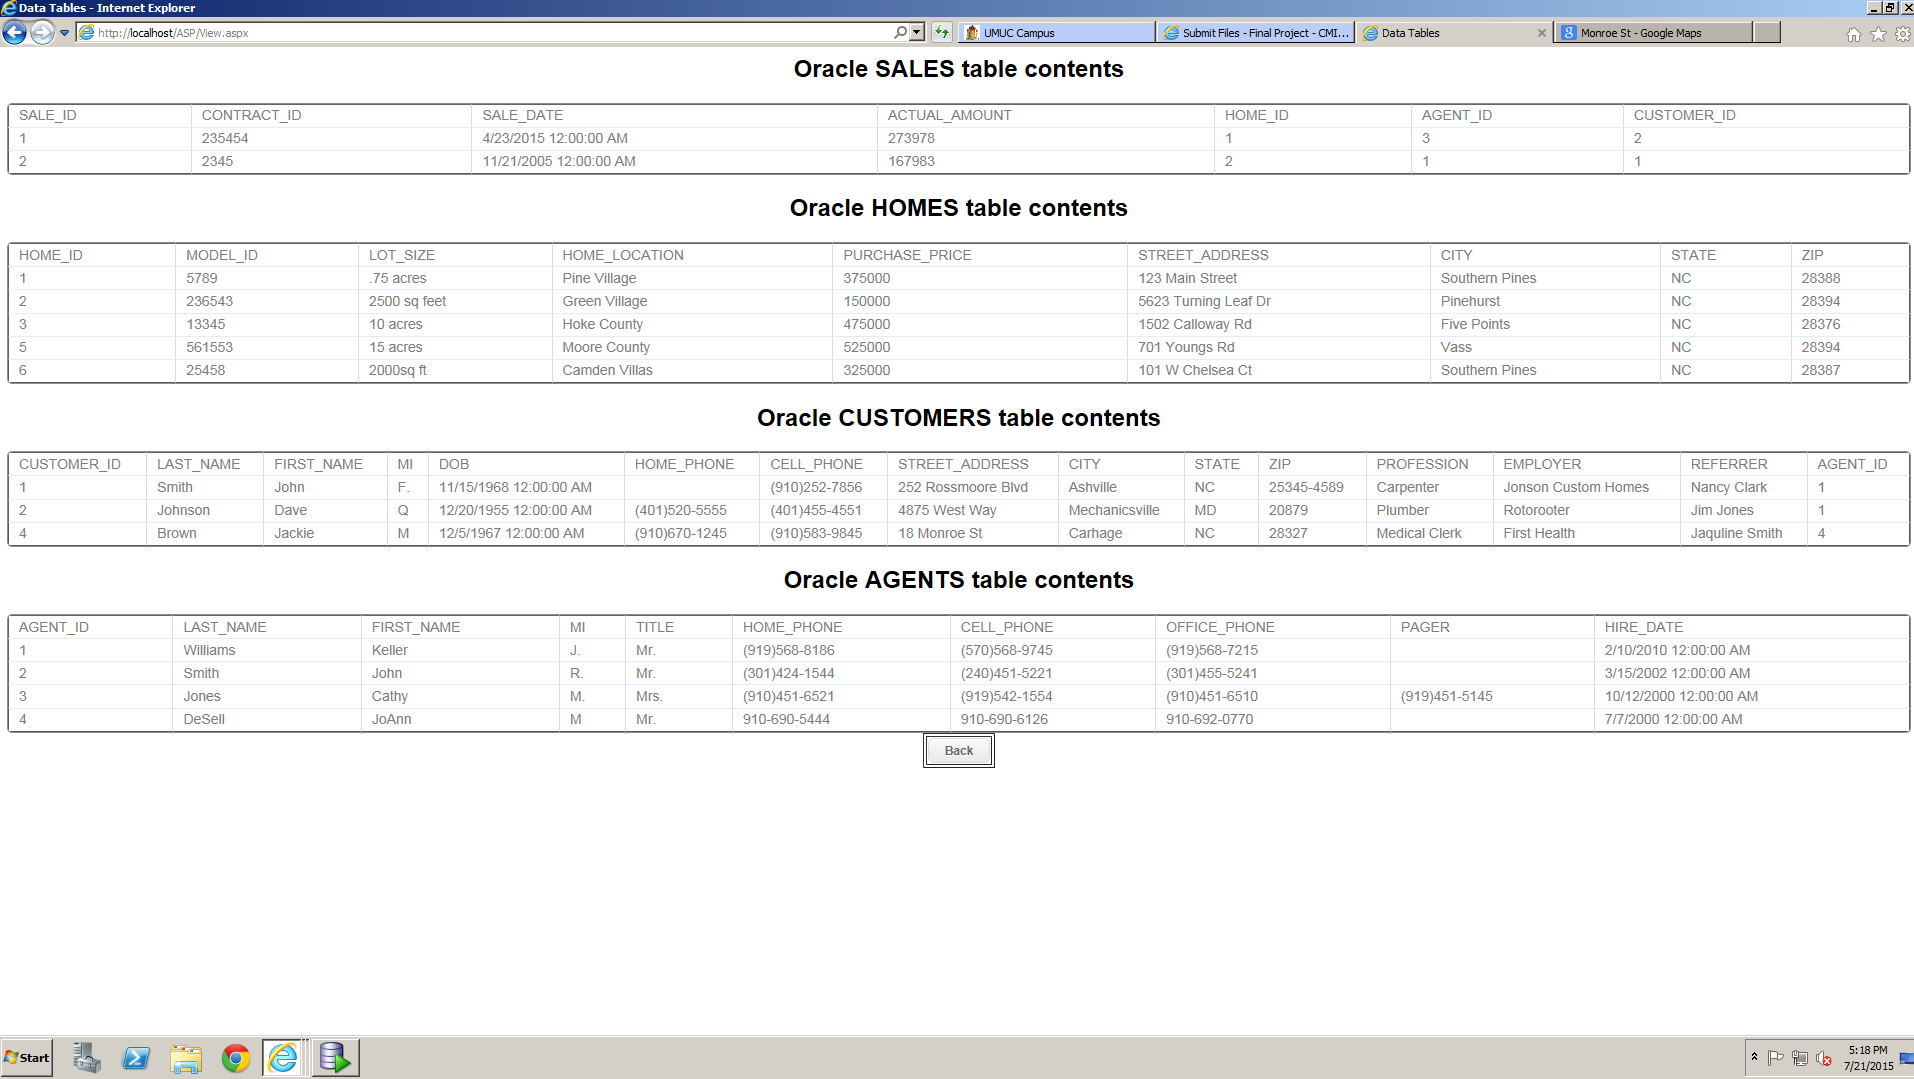 Data Tables - Internet Explorer
http://localhost/ASP/View.aspx UMUC Campus Submit Files - Final Project - CMI... Data Tables Monroe St - Google Maps
Oracle SALES table contents
SALE_ID CONTRACT_ID SALE_DATE ACTUAL_AMOUNT HOME_ID AGENT_ID CUSTOMER_ID
1 235454 4/23/2015 12:00:00 AM 273978 1 3 2
2 2345 11/21/2005 12:00:00 AM 167983 2 1 1
Oracle HOMES table contents
HOME_ID MODEL_ID LOT_SIZE HOME_LOCATION PURCHASE_PRICE STREET_ADDRESS CITY STATE ZIP
1 5789 .75 acres Pine Village 375000 123 Main Street Southern Pines NC 28388
2 236543 2500 sq feet Green Village 150000 5623 Turning Leaf Dr Pinehurst NC 28394
3 13345 10 acres Hoke County 475000 1502 Calloway Rd Five Points NC 28376
5 561553 15 acres Moore County 525000 701 Youngs Rd Vass NC 28394
6 25458 2000sq ft Camden Villas 325000 101 W Chelsea Ct Southern Pines NC 28387
Oracle CUSTOMERS table contents
CUSTOMER_ID LAST_NAME FIRST_NAME MI DOB HOME_PHONE CELL_PHONE STREET_ADDRESS CITY STATE ZIP PROFESSION EMPLOYER REFERRER AGENT_ID
1 Smith John F. 11/15/1968 12:00:00 AM (910)252-7856 252 Rossmoore Blvd Ashville NC 25345-4589 Carpenter Jonson Custom Homes Nancy Clark 1
2 Johnson Dave Q 12/20/1955 12:00:00 AM (401)520-5555 (401)455-4551 4875 West Way Mechanicsville MD 20879 Plumber Rotorooter Jim Jones 1
4 Brown Jackie M 12/5/1967 12:00:00 AM (910)670-1245 (910)583-9845 18 Monroe St Carhage NC 28327 Medical Clerk First Health Jaquline Smith 4
Oracle AGENTS table contents
AGENT_ID LAST_NAME FIRST_NAME MI TITLE HOME_PHONE CELL_PHONE OFFICE_PHONE PAGER HIRE_DATE
1 Williams Keller J. Mr. (919)568-8186 (570)568-9745 (919)568-7215 2/10/2010 12:00:00 AM
2 Smith John R. Mr. (301)424-1544 (240)451-5221 (301)455-5241 3/15/2002 12:00:00 AM
3 Jones Cathy M. Mrs. (910)451-6521 (919)542-1554 (910)451-6510 (919)451-5145 10/12/2000 12:00:00 AM
4 DeSell JoAnn M Mr. 910-690-5444 910-690-6126 910-692-0770 7/7/2000 12:00:00 AM
Back
Start 5:18 PM
7/21/2015